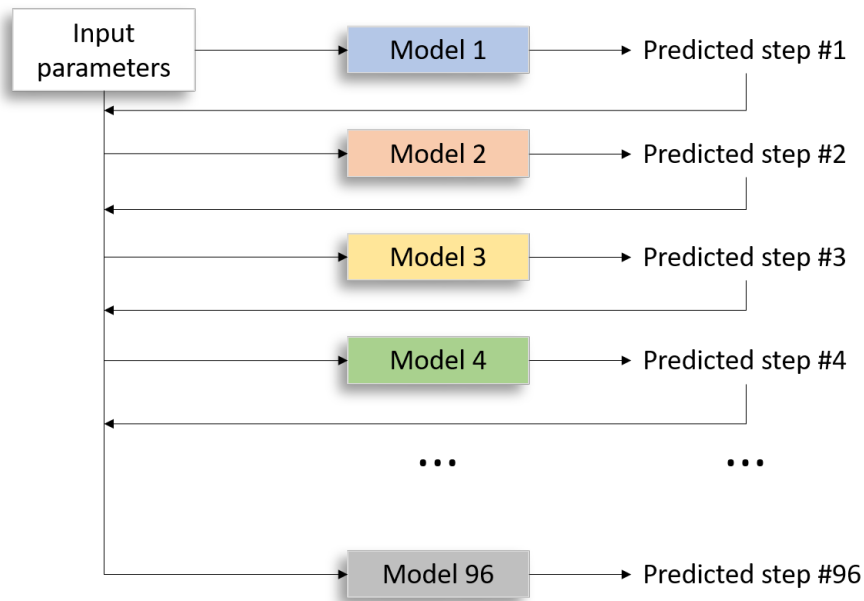 Input
parameters
Model 1
Predicted step #1
Model 2
Predicted step #2
Model 3
Predicted step #3
Model 4
Predicted step #4
... ...
Model 96
Predicted step #96